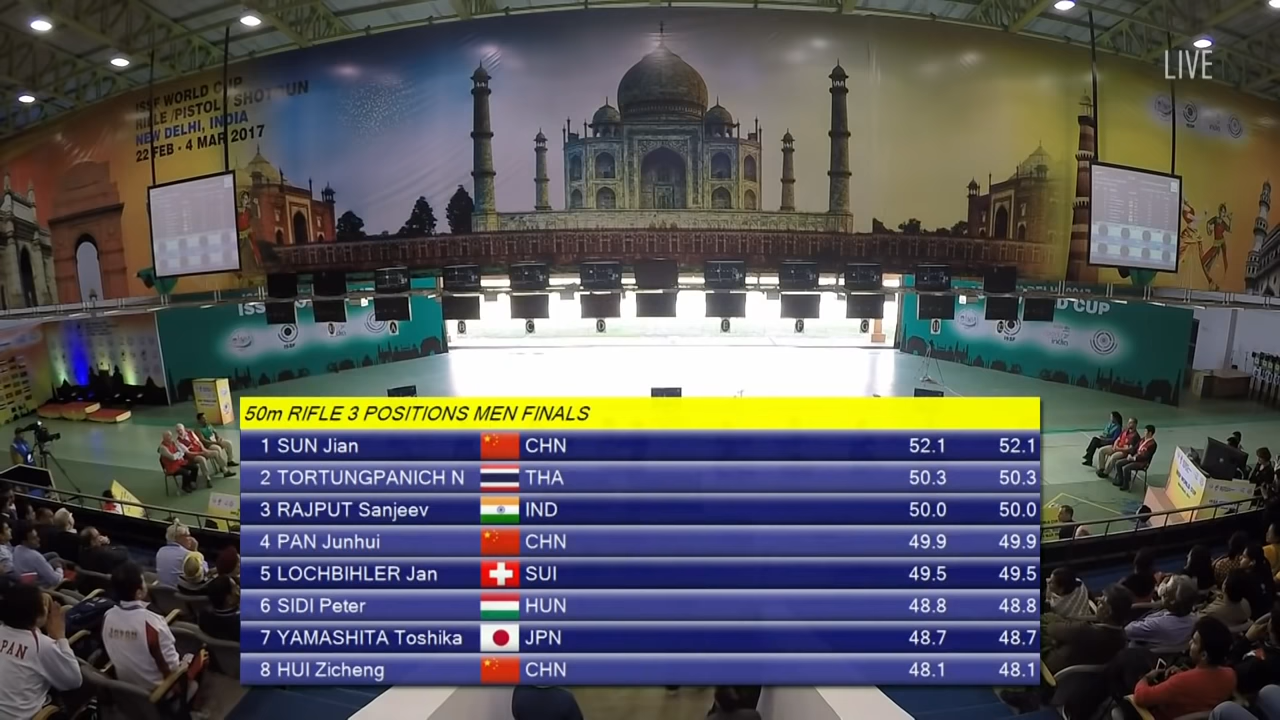 LIVE
ISSF WORLD CUP
RIFLE /PISTOL / SHOTGUN
NEW DELHI, INDIA
22 FEB - 4 MAR 2017
CUP
50m RIFLE 3 POSITIONS MEN FINALS
1 SUN Jian CHN 52.1 52.1
2 TORTUNGPANICH N THA 50.3 50.3
3 RAJPUT Sanjeev IND 50.0 50.0
4 PAN Junhui CHN 49.9 49.9
5 LOCHBIHLER Jan SUI 49.5 49.5
6 SIDI Peter HUN 48.8 48.8
7 YAMASHITA Toshika JPN 48.7 48.7
8 HUI Zicheng CHN 48.1 48.1
PAN
JAPAN